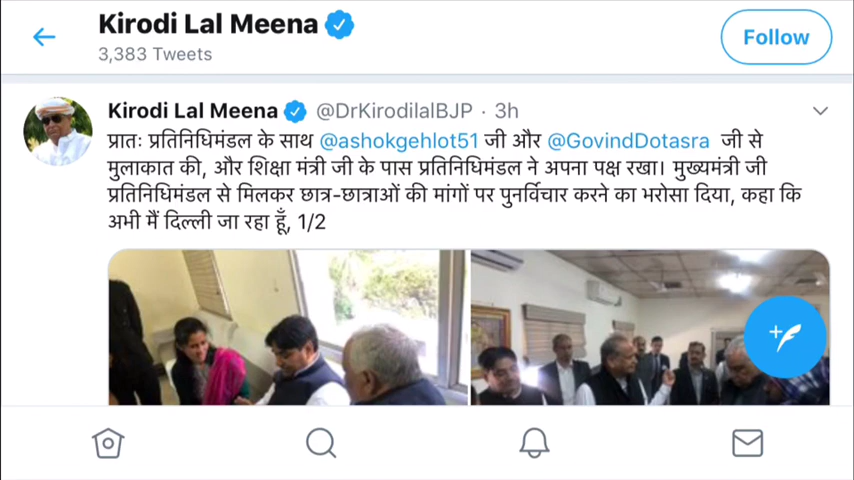 Kirodi Lal Meena
3,383 Tweets
Follow
Kirodi Lal Meena @DrKirodilalBJP · 3h
प्रातः प्रतिनिधिमंडल के साथ @ashokgehlot51 जी और @GovindDotasra जी से
मुलाकात की, और शिक्षा मंत्री जी के पास प्रतिनिधिमंडल ने अपना पक्ष रखा। मुख्यमंत्री जी
प्रतिनिधिमंडल से मिलकर छात्र-छात्राओं की मांगों पर पुनर्विचार करने का भरोसा दिया, कहा कि
अभी मैं दिल्ली जा रहा हूँ, 1/2